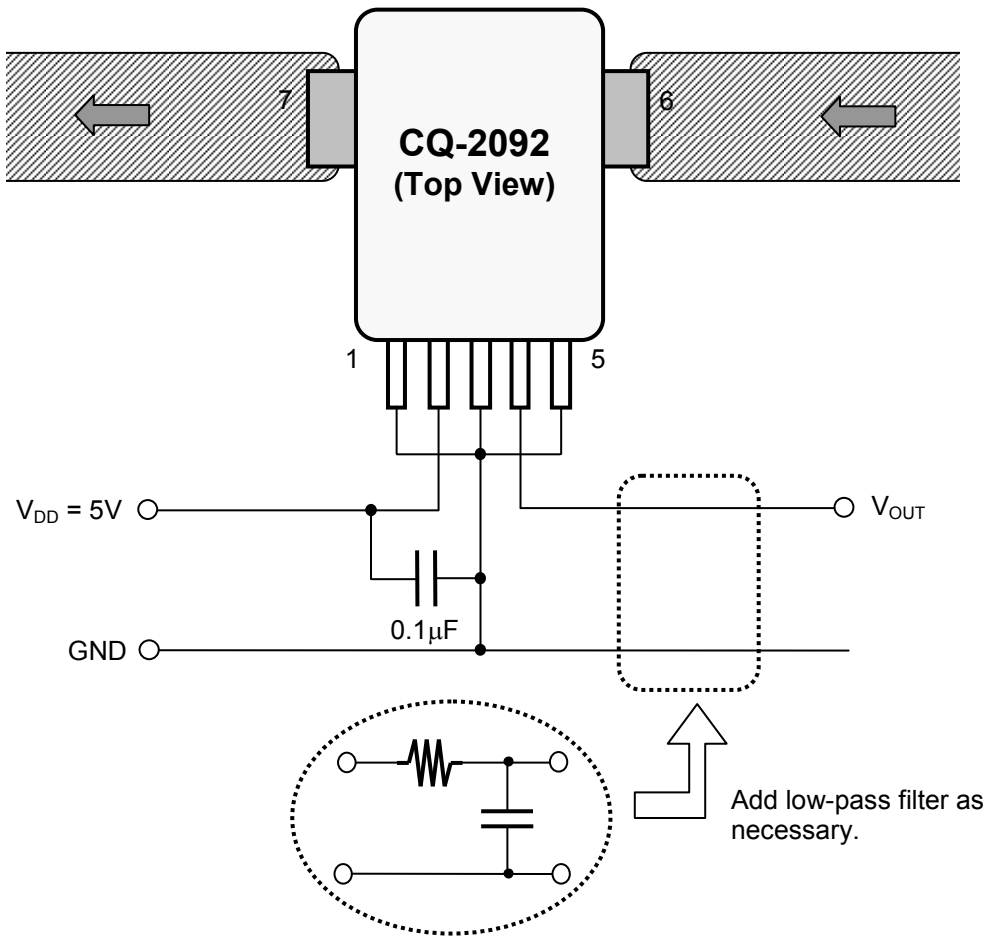 7
6
CQ-2092
(Top View)
1
5
V_DD = 5V
V_OUT
0.1μF
GND
Add low-pass filter as
necessary.